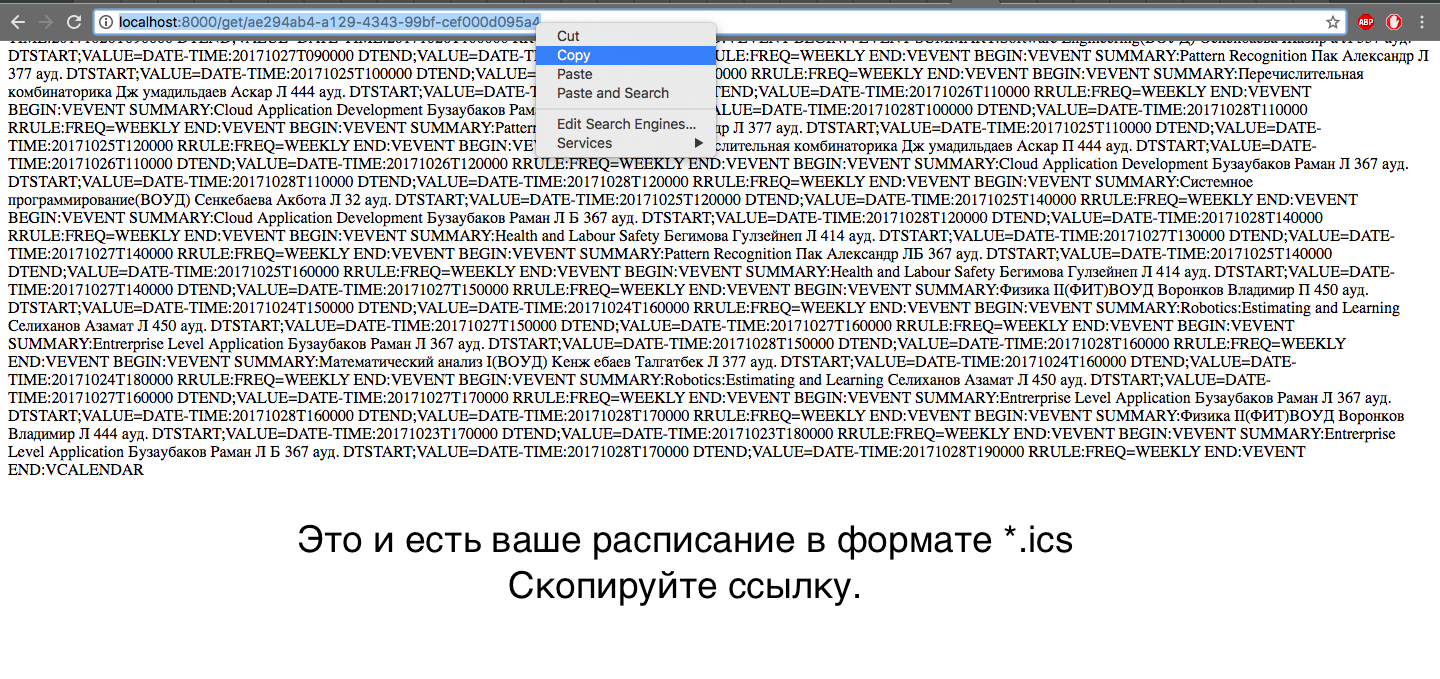 localhost:8000/get/ae294ab4-a129-4343-99bf-cef000d095a4
ABP
Cut
Copy
Paste
Paste and Search
Edit Search Engines...
Services
DTSTART;VALUE=DATE-TIME:20171027T090000 DTEND;VALUE=DATE- ULE:FREQ=WEEKLY END:VEVENT BEGIN:VEVENT SUMMARY:Pattern Recognition Пак Александр Л
377 ауд. DTSTART;VALUE=DATE-TIME:20171025T100000 DTEND;VALUE 0000 RRULE:FREQ=WEEKLY END:VEVENT BEGIN:VEVENT SUMMARY:Перечислительная
комбинаторика Дж умадильдаев Аскар Л 444 ауд. DTSTART;VALUE=DAT TEND;VALUE=DATE-TIME:20171026T110000 RRULE:FREQ=WEEKLY END:VEVENT
BEGIN:VEVENT SUMMARY:Cloud Application Development Бузаубаков Рам DATE-TIME:20171028T100000 DTEND;VALUE=DATE-TIME:20171028T110000
RRULE:FREQ=WEEKLY END:VEVENT BEGIN:VEVENT SUMMARY:Pattern др Л 377 ауд. DTSTART;VALUE=DATE-TIME:20171025T110000 DTEND;VALUE=DATE-
TIME:20171025T120000 RRULE:FREQ=WEEKLY END:VEVENT BEGIN:VE слительная комбинаторика Дж умадильдаев Аскар П 444 ауд. DTSTART;VALUE=DATE-
TIME:20171026T110000 DTEND;VALUE=DATE-TIME:20171026T120000 RRULE:FREQ=WEEKLY END:VEVENT BEGIN:VEVENT SUMMARY:Cloud Application Development Бузаубаков Раман Л 367 ауд.
DTSTART;VALUE=DATE-TIME:20171028T110000 DTEND;VALUE=DATE-TIME:20171028T120000 RRULE:FREQ=WEEKLY END:VEVENT BEGIN:VEVENT SUMMARY:Системное
програмирование(ВОУД) Сенкебаева Акбота Л 32 ауд. DTSTART;VALUE=DATE-TIME:20171025T120000 DTEND;VALUE=DATE-TIME:20171025T140000 RRULE:FREQ=WEEKLY END:VEVENT
BEGIN:VEVENT SUMMARY:Cloud Application Development Бузаубаков Раман Л Б 367 ауд. DTSTART;VALUE=DATE-TIME:20171028T120000 DTEND;VALUE=DATE-TIME:20171028T140000
RRULE:FREQ=WEEKLY END:VEVENT BEGIN:VEVENT SUMMARY:Health and Labour Safety Бегимова Гулзейнеп Л 414 ауд. DTSTART;VALUE=DATE-TIME:20171027T130000 DTEND;VALUE=DATE-
TIME:20171027T140000 RRULE:FREQ=WEEKLY END:VEVENT BEGIN:VEVENT SUMMARY:Pattern Recognition Пак Александр ЛБ 367 ауд. DTSTART;VALUE=DATE-TIME:20171025T140000
DTEND;VALUE=DATE-TIME:20171025T160000 RRULE:FREQ=WEEKLY END:VEVENT BEGIN:VEVENT SUMMARY:Health and Labour Safety Бегимова Гулзейнеп Л 414 ауд. DTSTART;VALUE=DATE-
TIME:20171027T140000 DTEND;VALUE=DATE-TIME:20171027T150000 RRULE:FREQ=WEEKLY END:VEVENT BEGIN:VEVENT SUMMARY:Физика II(ФИТ)ВОУД Воронков Владимир П 450 ауд.
DTSTART;VALUE=DATE-TIME:20171024T150000 DTEND;VALUE=DATE-TIME:20171024T160000 RRULE:FREQ=WEEKLY END:VEVENT BEGIN:VEVENT SUMMARY:Robotics:Estimating and Learning
Селиханов Азамат Л 450 ауд. DTSTART;VALUE=DATE-TIME:20171027T150000 DTEND;VALUE=DATE-TIME:20171027T160000 RRULE:FREQ=WEEKLY END:VEVENT BEGIN:VEVENT
SUMMARY:Entrerprise Level Application Бузаубаков Раман Л 367 ауд. DTSTART;VALUE=DATE-TIME:20171028T150000 DTEND;VALUE=DATE-TIME:20171028T160000 RRULE:FREQ=WEEKLY
END:VEVENT BEGIN:VEVENT SUMMARY:Математический анализ I(ВОУД) Кенж ебаев Талгатбек Л 377 ауд. DTSTART;VALUE=DATE-TIME:20171024T160000 DTEND;VALUE=DATE-
TIME:20171024T180000 RRULE:FREQ=WEEKLY END:VEVENT BEGIN:VEVENT SUMMARY:Robotics:Estimating and Learning Селиханов Азамат Л 450 ауд. DTSTART;VALUE=DATE-
TIME:20171027T160000 DTEND;VALUE=DATE-TIME:20171027T170000 RRULE:FREQ=WEEKLY END:VEVENT BEGIN:VEVENT SUMMARY:Entrerprise Level Application Бузаубаков Раман Л 367 ауд.
DTSTART;VALUE=DATE-TIME:20171028T160000 DTEND;VALUE=DATE-TIME:20171028T170000 RRULE:FREQ=WEEKLY END:VEVENT BEGIN:VEVENT SUMMARY:Физика II(ФИТ)ВОУД Воронков
Владимир Л 444 ауд. DTSTART;VALUE=DATE-TIME:20171023T170000 DTEND;VALUE=DATE-TIME:20171023T180000 RRULE:FREQ=WEEKLY END:VEVENT BEGIN:VEVENT SUMMARY:Entrerprise
Level Application Бузаубаков Раман Л Б 367 ауд. DTSTART;VALUE=DATE-TIME:20171028T170000 DTEND;VALUE=DATE-TIME:20171028T190000 RRULE:FREQ=WEEKLY END:VEVENT
END:VCALENDAR
Это и есть ваше расписание в формате *.ics
Скопируйте ссылку.